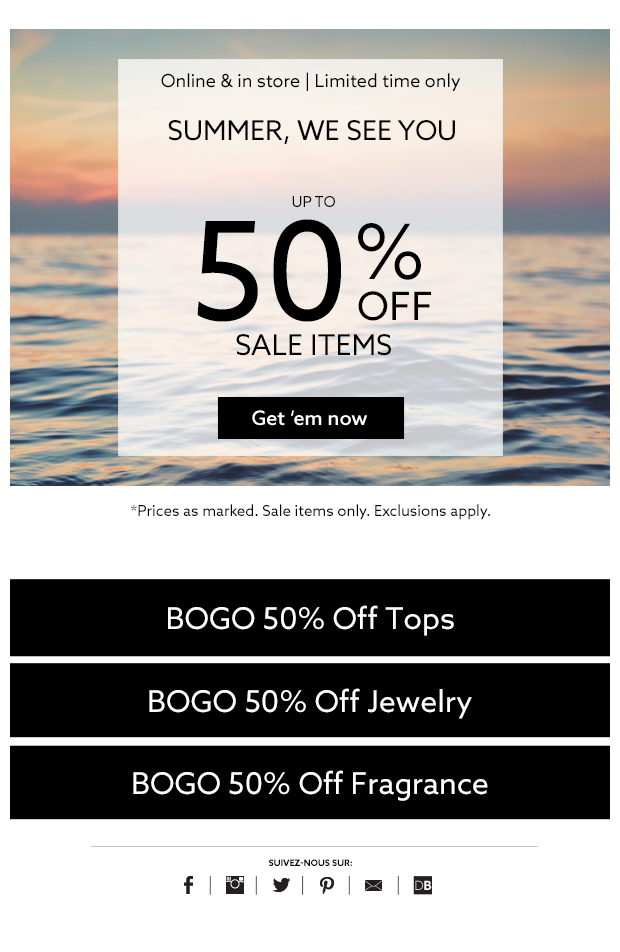 Online & in store | Limited time only
SUMMER, WE SEE YOU
UP TO
50% OFF
SALE ITEMS
Get ‘em now
*Prices as marked. Sale items only. Exclusions apply.
BOGO 50% Off Tops
BOGO 50% Off Jewelry
BOGO 50% Off Fragrance
SUIVEZ-NOUS SUR:
DB